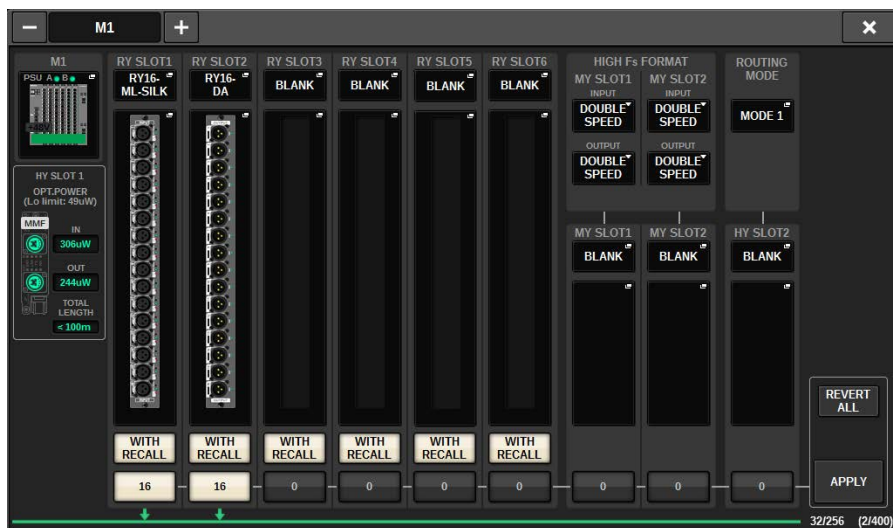 M1
M1
PSU A B
HY SLOT 1
OPT.POWER
(Lo limit: 49uW)
MMF
IN
306uW
OUT
244uW
TOTAL
LENGTH
< 100m
RY SLOT1
RY16-
ML-SILK
WITH
RECALL
16
RY SLOT2
RY16-
DA
WITH
RECALL
16
RY SLOT3
BLANK
WITH
RECALL
0
RY SLOT4
BLANK
WITH
RECALL
0
RY SLOT5
BLANK
WITH
RECALL
0
RY SLOT6
BLANK
WITH
RECALL
0
HIGH Fs FORMAT
MY SLOT1
INPUT
DOUBLE
SPEED
OUTPUT
DOUBLE
SPEED
MY SLOT2
INPUT
DOUBLE
SPEED
OUTPUT
DOUBLE
SPEED
ROUTING
MODE
MODE 1
MY SLOT1
BLANK
0
MY SLOT2
BLANK
0
HY SLOT2
BLANK
0
REVERT
ALL
APPLY
32/256 (2/400)